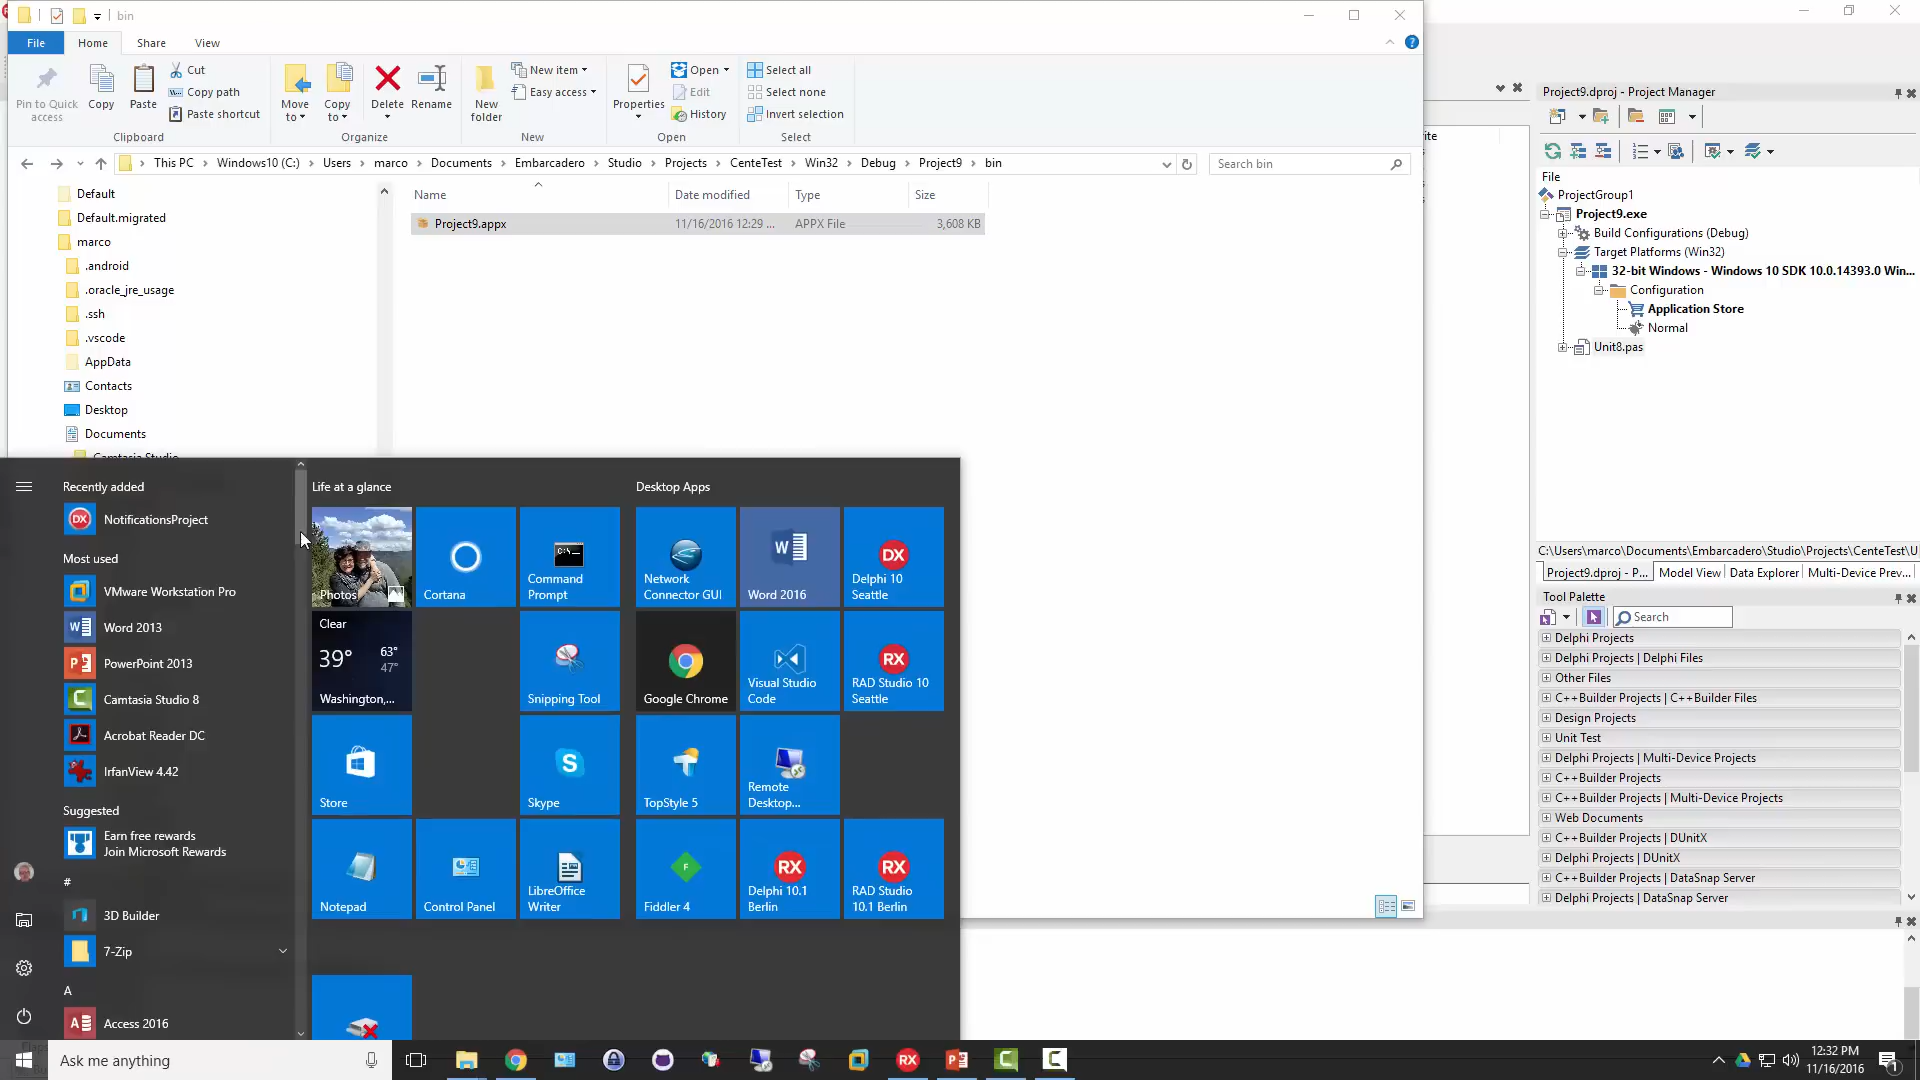 bin
File
Home
Share
View
Pin to Quick
access
Copy
Paste
Cut
Copy path
Paste shortcut
Clipboard
Move
to
Copy
to
Delete
Rename
Organize
New
folder
New item
Easy access
New
Properties
Open
Edit
History
Open
Select all
Select none
Invert selection
Select
This PC
Windows10 (C:)
Users
marco
Documents
Embarcadero
Studio
Projects
CenteTest
Win32
Debug
Project9
bin
Search bin
Name
Date modified
Type
Size
Project9.appx
11/16/2016 12:29 ...
APPX File
3,608 KB
Default
Default.migrated
marco
.android
.oracle_jre_usage
.ssh
.vscode
AppData
Contacts
Desktop
Documents
Camtasia Studio
Recently added
NotificationsProject
Most used
VMware Workstation Pro
Word 2013
PowerPoint 2013
Camtasia Studio 8
Acrobat Reader DC
IrfanView 4.42
Suggested
Earn free rewards
Join Microsoft Rewards
#
3D Builder
7-Zip
A
Access 2016
Life at a glance
Photos
Cortana
Command
Prompt
Clear
39°
63°
47°
Washington,...
Snipping Tool
Store
Skype
Notepad
Control Panel
LibreOffice
Writer
Desktop Apps
Network
Connector GUI
Word 2016
DX
Delphi 10
Seattle
Google Chrome
Visual Studio
Code
RX
RAD Studio 10
Seattle
TopStyle 5
Remote
Desktop...
Fiddler 4
RX
Delphi 10.1
Berlin
RX
RAD Studio
10.1 Berlin
Project9.dproj - Project Manager
File
ProjectGroup1
Project9.exe
Build Configurations (Debug)
Target Platforms (Win32)
32-bit Windows - Windows 10 SDK 10.0.14393.0 Win...
Configuration
Application Store
Normal
Unit8.pas
C:\Users\marco\Documents\Embarcadero\Studio\Projects\CenteTest\U
Project9.dproj - P...
Model View
Data Explorer
Multi-Device Prev...
Tool Palette
Search
Delphi Projects
Delphi Projects | Delphi Files
Other Files
C++Builder Projects | C++Builder Files
Design Projects
Unit Test
Delphi Projects | Multi-Device Projects
C++Builder Projects
C++Builder Projects | Multi-Device Projects
Web Documents
C++Builder Projects | DUnitX
Delphi Projects | DUnitX
C++Builder Projects | DataSnap Server
Delphi Projects | DataSnap Server
Ask me anything
12:32 PM
11/16/2016
1